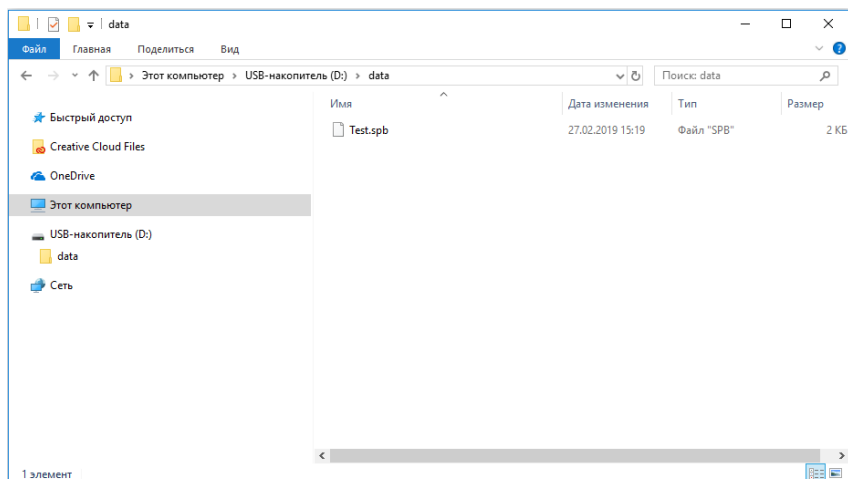 data
Файл Главная Поделиться Вид
Этот компьютер > USB-накопитель (D:) > data Поиск: data
Имя Дата изменения Тип Размер
Быстрый доступ
Test.spb 27.02.2019 15:19 Файл "SPB" 2 КБ
Creative Cloud Files
OneDrive
Этот компьютер
USB-накопитель (D:)
data
Сеть
1 элемент